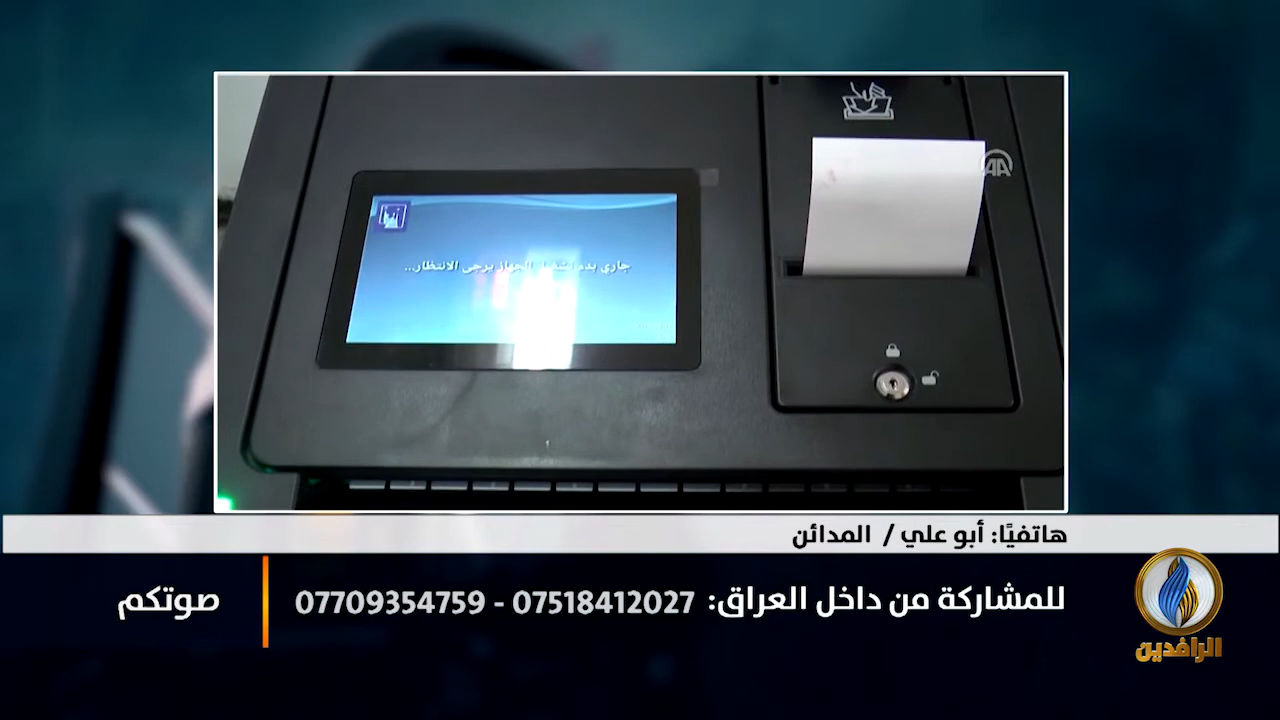 جاري بدء تشغيل الجهاز يرجى الانتظار...
AA
هاتفيًا: أبو علي / المدائن
للمشاركة من داخل العراق: 07518412027 - 07709354759
صوتكم
الرافدين